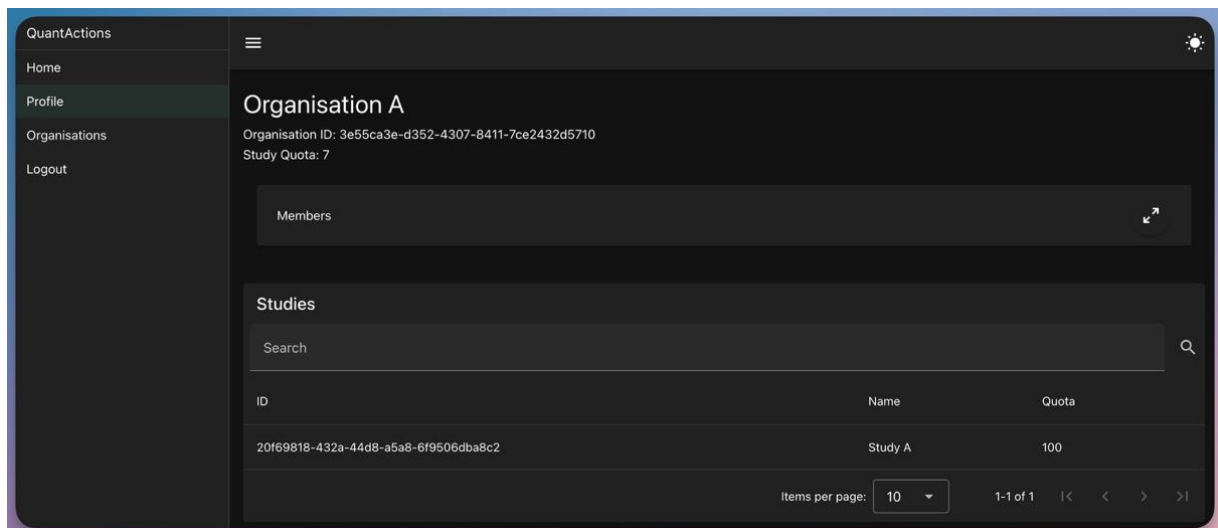 QuantActions
Home
Profile
Organisations
Logout
Organisation A
Organisation ID: 3e55ca3e-d352-4307-8411-7ce2432d5710
Study Quota: 7
Members
Studies
Search
ID Name Quota
20f69818-432a-44d8-a5a8-6f9506dba8c2 Study A 100
Items per page: 10 1-1 of 1